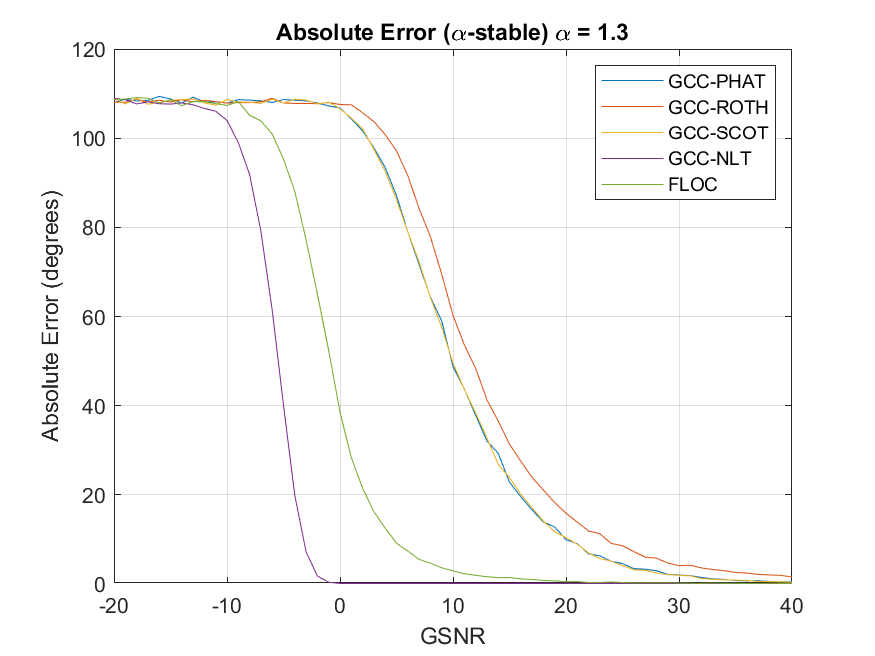 Absolute Error (α-stable) α = 1.3
120
100
80
60
40
20
0
Absolute Error (degrees)
GCC-PHAT
GCC-ROTH
GCC-SCOT
GCC-NLT
FLOC
-20 -10 0 10 20 30 40
GSNR